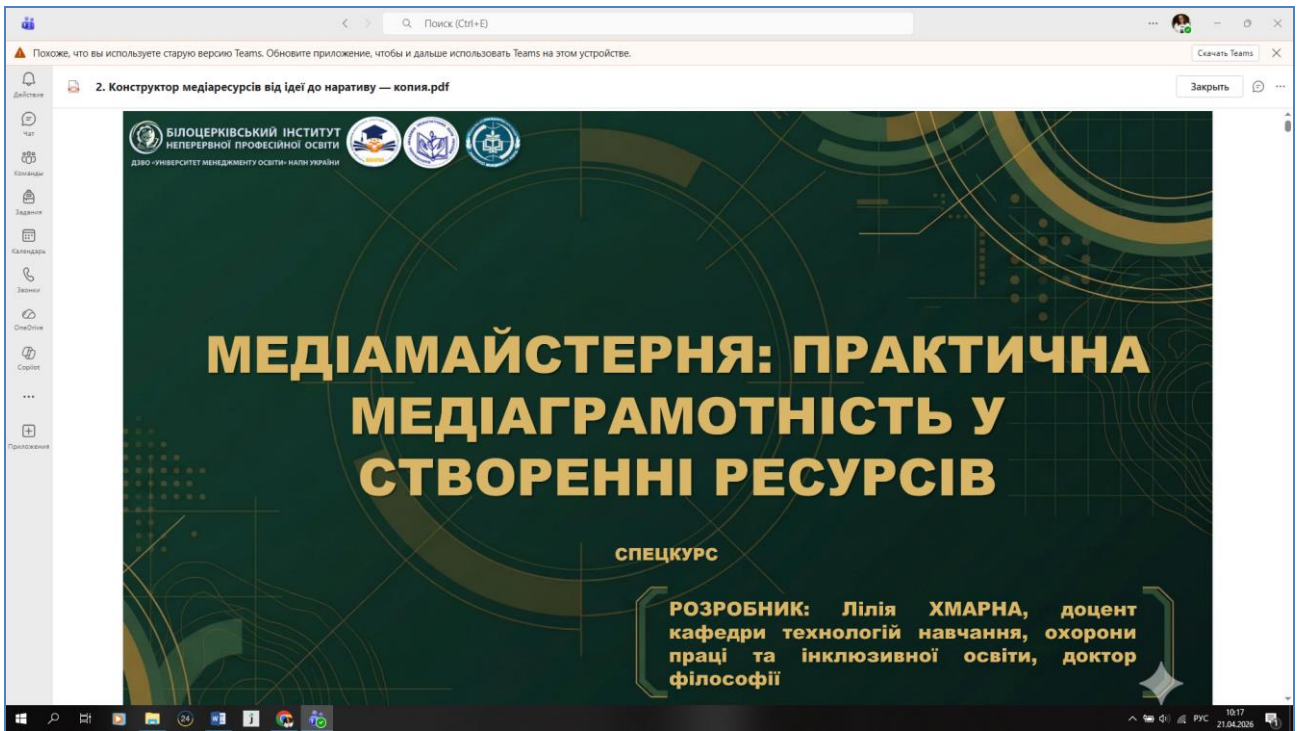 Поиск (Ctrl+E)
Похоже, что вы используете старую версию Teams. Обновите приложение, чтобы и дальше использовать Teams на этом устройстве.
Скачать Teams
Действие
2. Конструктор медіаресурсів від ідеї до наративу — копия.pdf
Закрыть
Чат
Команды
Задания
Календарь
Звонки
OneDrive
Copilot
Приложения
БІЛОЦЕРКІВСЬКИЙ ІНСТИТУТ
НЕПЕРЕРВНОЇ ПРОФЕСІЙНОЇ ОСВІТИ
ДЗВО «УНІВЕРСИТЕТ МЕНЕДЖМЕНТУ ОСВІТИ» НАПН УКРАЇНИ
МЕДІАМАЙСТЕРНЯ: ПРАКТИЧНА
МЕДІАГРАМОТНІСТЬ У
СТВОРЕННІ РЕСУРСІВ
СПЕЦКУРС
РОЗРОБНИК: Лілія ХМАРНА, доцент
кафедри технологій навчання, охорони
праці та інклюзивної освіти, доктор
філософії
24
РУС
10:17
21.04.2026